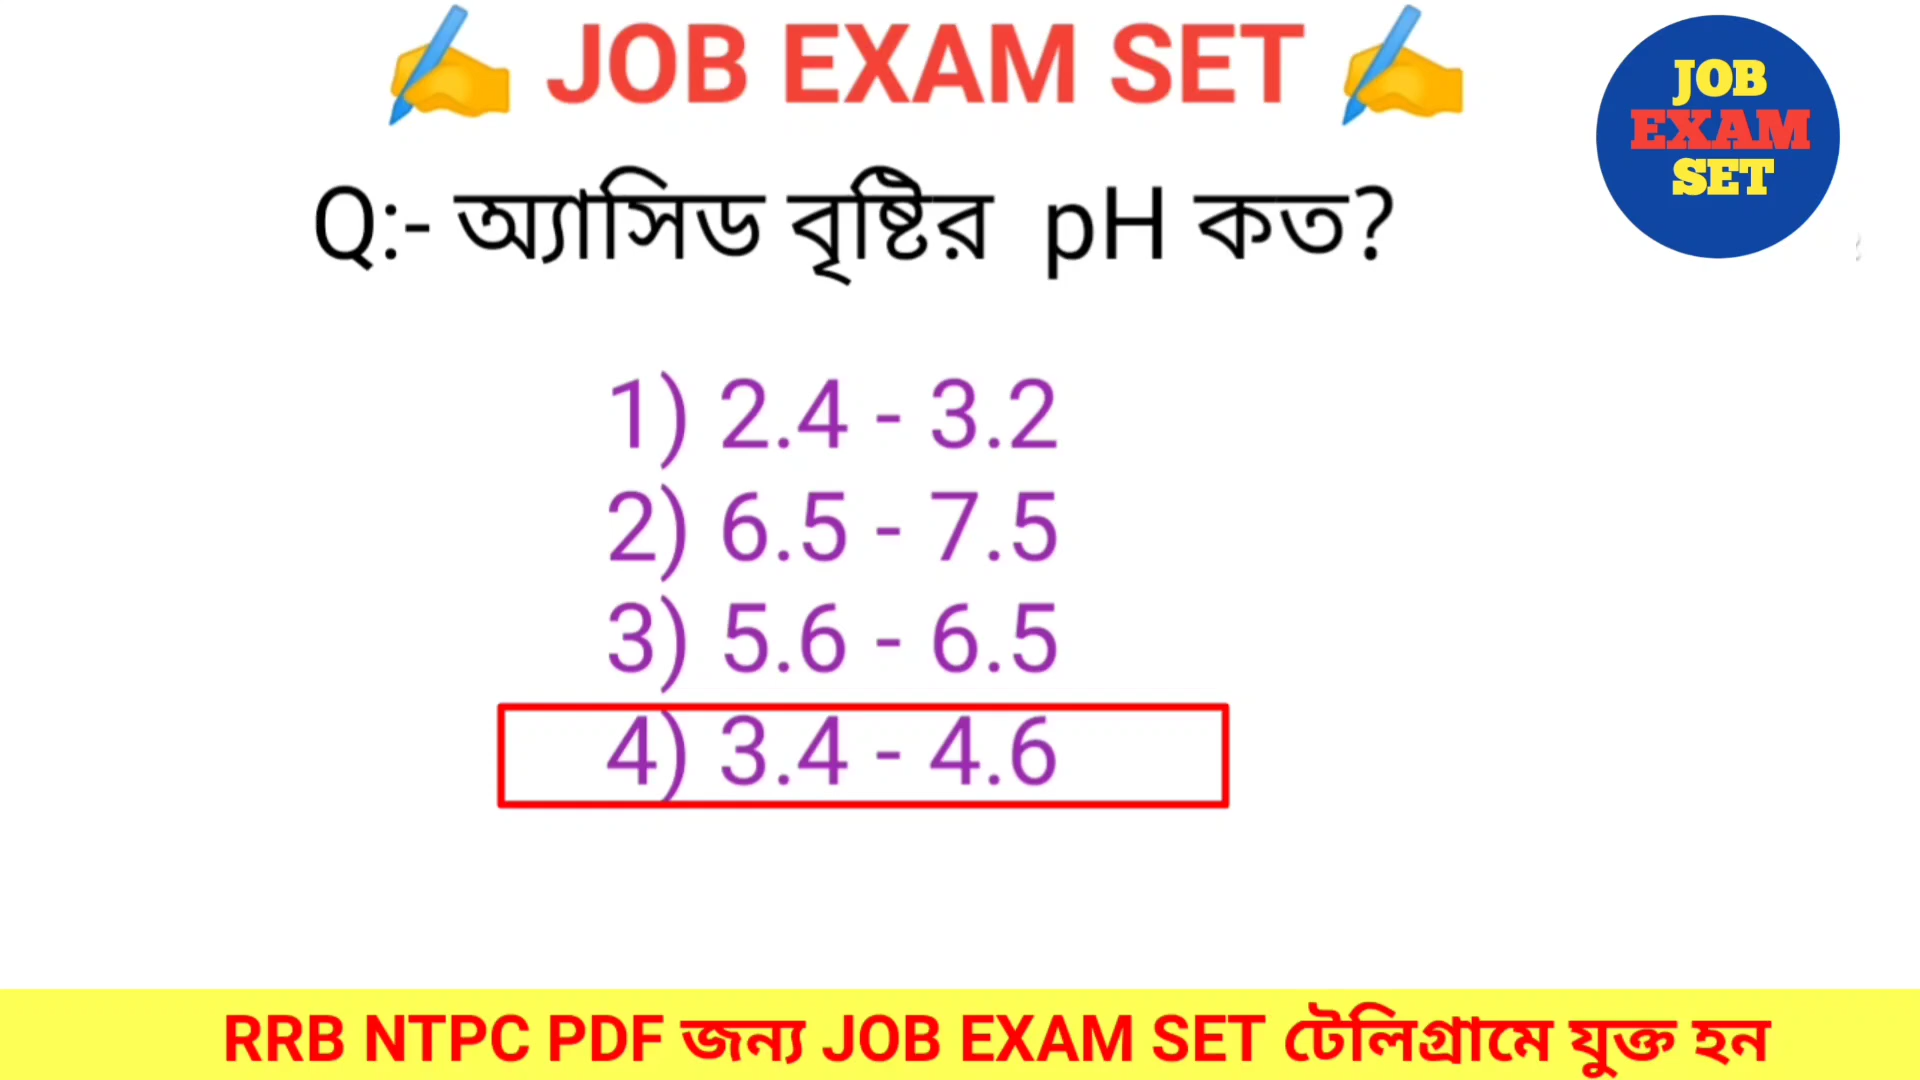 ✍️ JOB EXAM SET ✍️
JOB
EXAM
SET
Q:- অ্যাসিড বৃষ্টির pH কত?
1) 2.4 - 3.2
2) 6.5 - 7.5
3) 5.6 - 6.5
4) 3.4 - 4.6
RRB NTPC PDF জন্য JOB EXAM SET টেলিগ্রামে যুক্ত হন